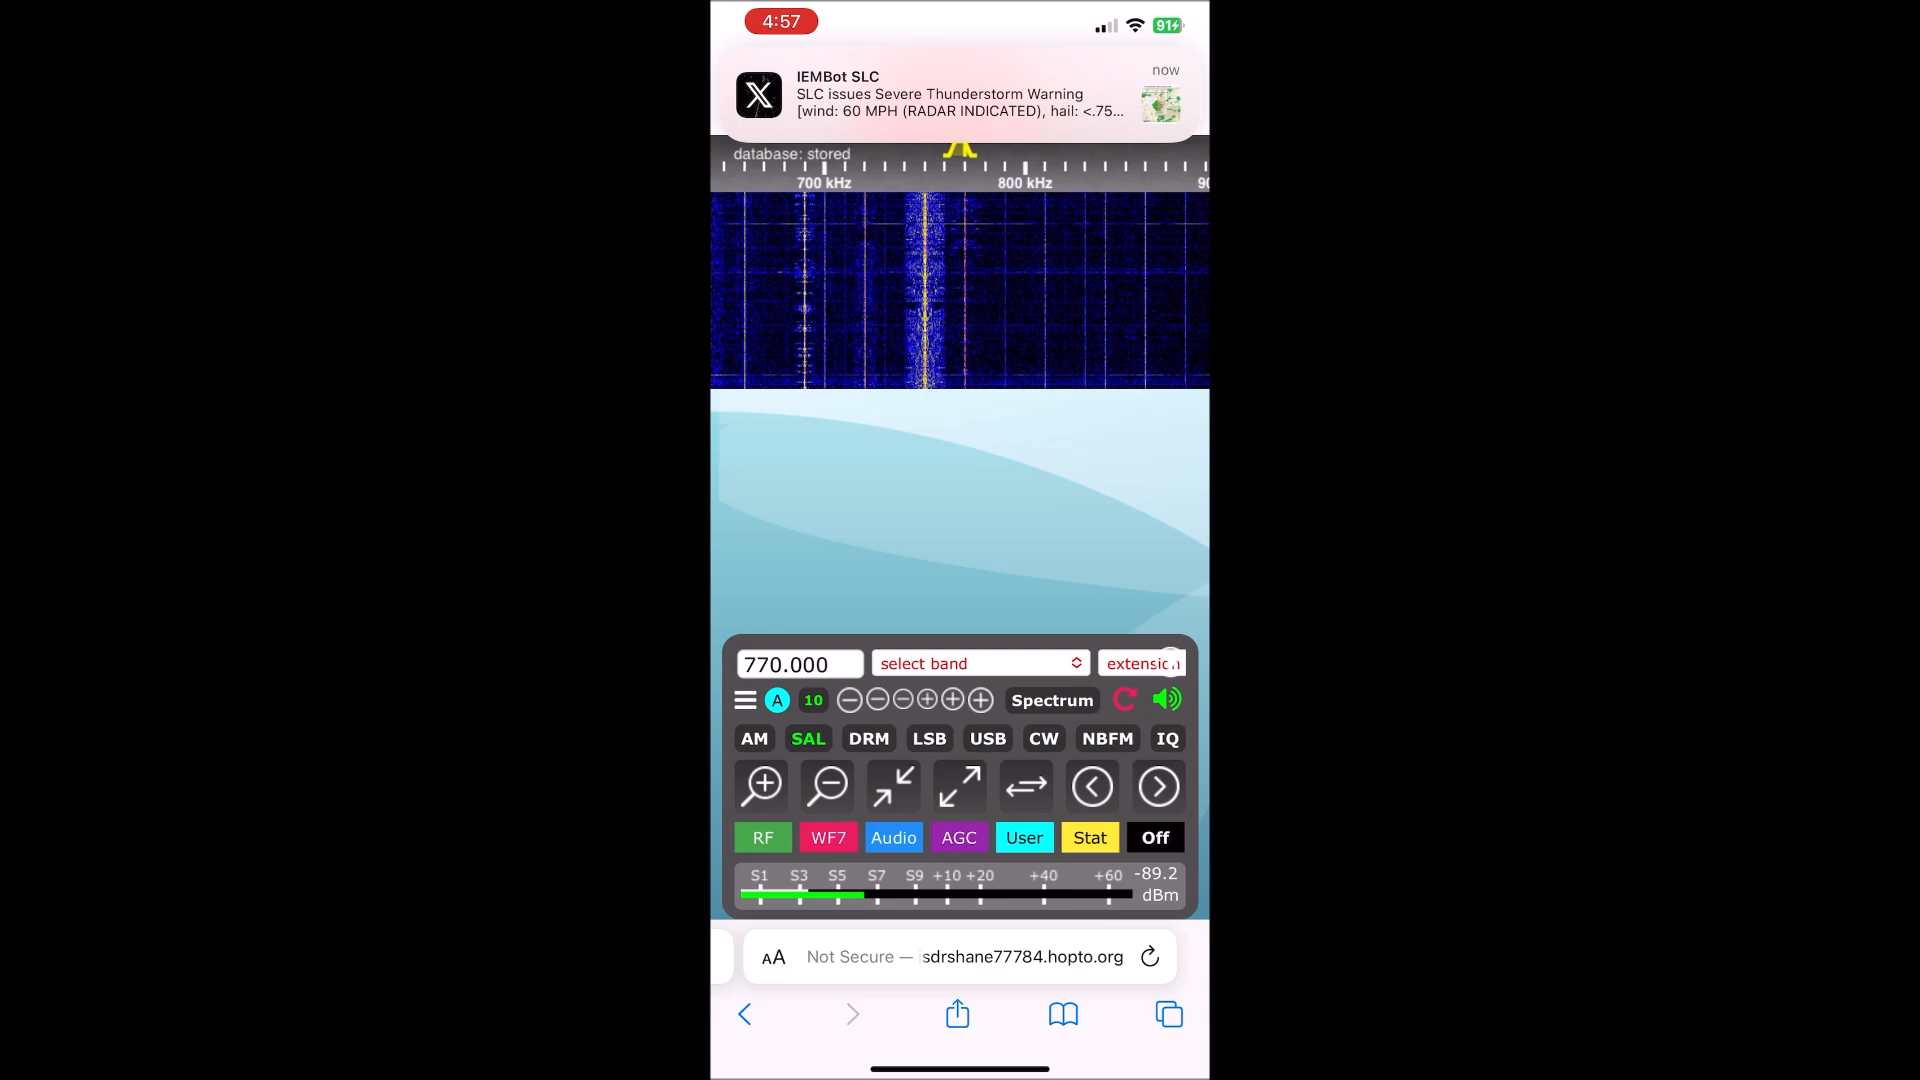 4:57
91
IEMBot SLC
now
SLC issues Severe Thunderstorm Warning
[wind: 60 MPH (RADAR INDICATED), hail: <.75...
database: stored
700 kHz
800 kHz
90
770.000
select band
extension
A
10
Spectrum
AM
SAL
DRM
LSB
USB
CW
NBFM
IQ
RF
WF7
Audio
AGC
User
Stat
Off
S1 S3 S5 S7 S9 +10 +20 +40 +60
-89.2
dBm
AA
Not Secure — sdrshane77784.hopto.org